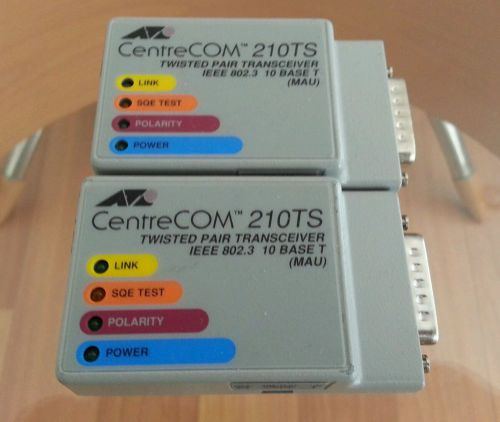 CentreCOM™ 210TS
TWISTED PAIR TRANSCEIVER
IEEE 802.3 10 BASE T
(MAU)
LINK
SQE TEST
POLARITY
POWER
CentreCOM™ 210TS
TWISTED PAIR TRANSCEIVER
IEEE 802.3 10 BASE T
(MAU)
LINK
SQE TEST
POLARITY
POWER